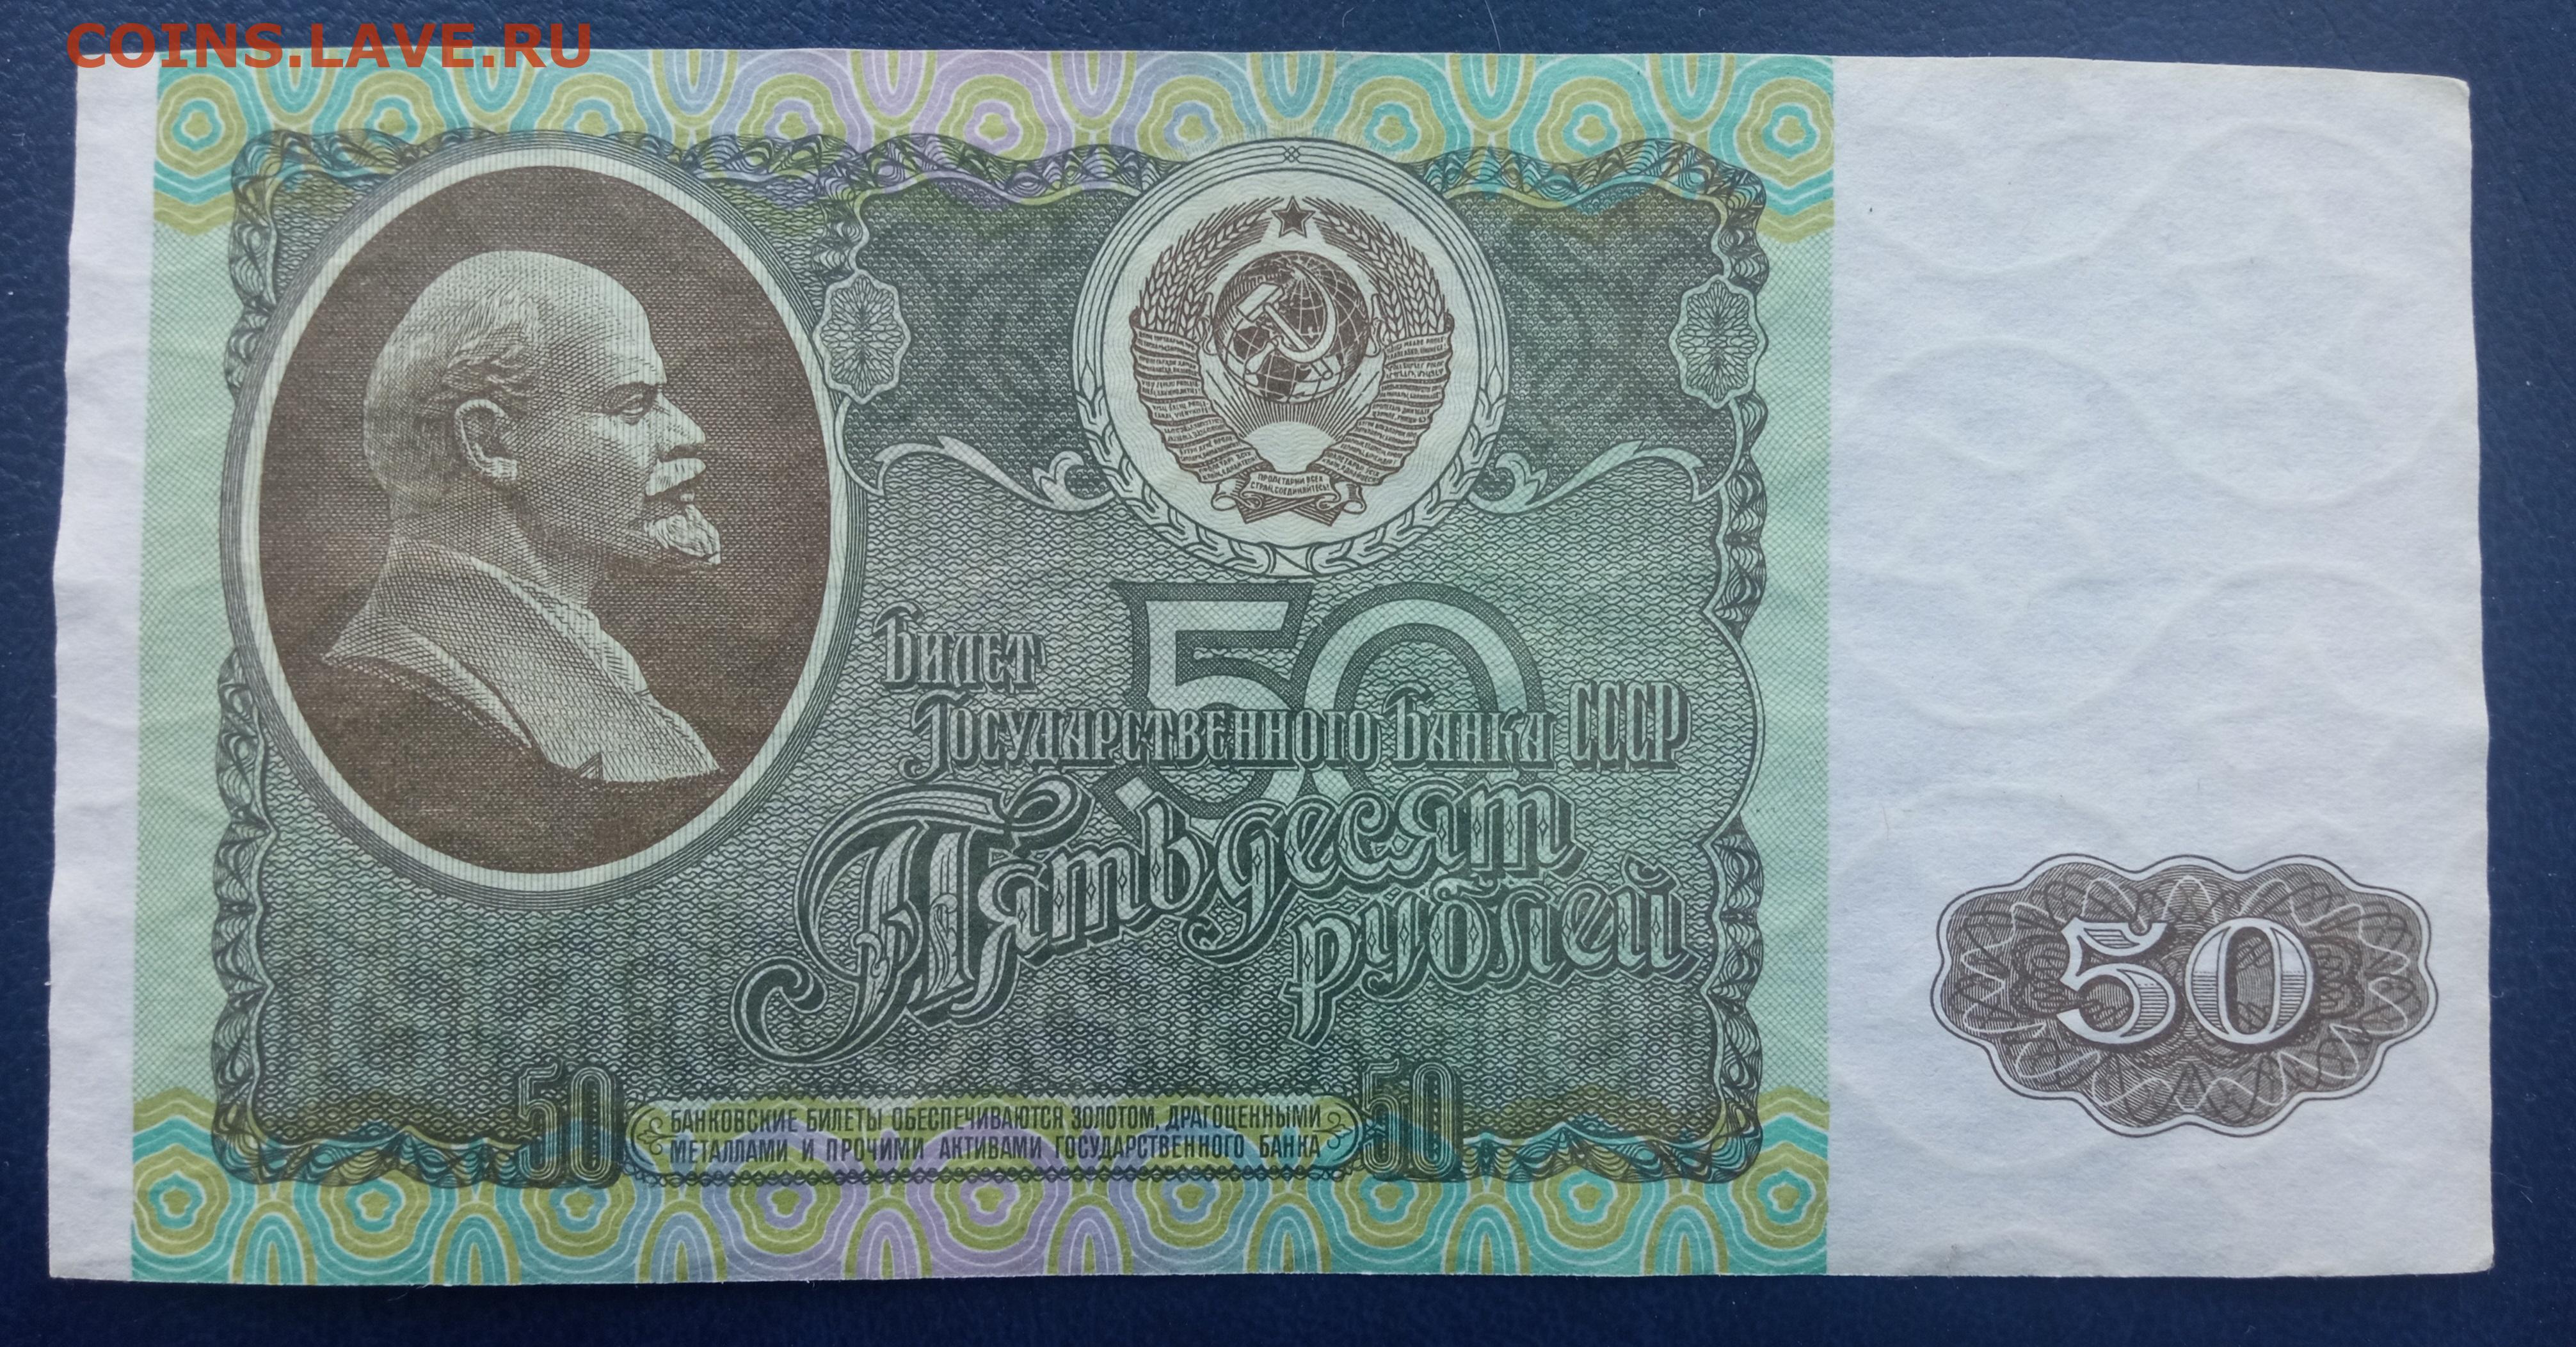 COINS.LAVE.RU
ПРОЛЕТАРИИ ВСЕХ
СТРАН, СОЕДИНЯЙТЕСЬ!
50
Билет
Государственного Банка СССР
Пятьдесят
рублей
50
50 БАНКОВСКИЕ БИЛЕТЫ ОБЕСПЕЧИВАЮТСЯ ЗОЛОТОМ, ДРАГОЦЕННЫМИ 50
МЕТАЛЛАМИ И ПРОЧИМИ АКТИВАМИ ГОСУДАРСТВЕННОГО БАНКА